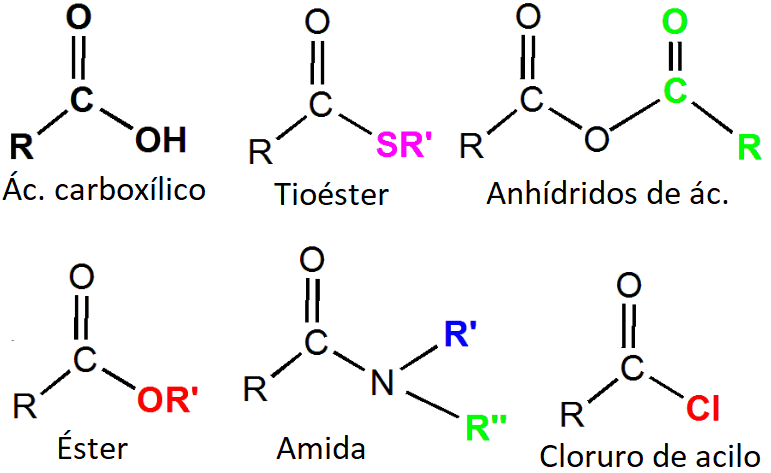 O O O O
C C C
R OH R SR' R O R
Ác. carboxílico Tioéster Anhídridos de ác.
O O O
C C R' C
R OR' R N R'' R Cl
Éster Amida Cloruro de acilo